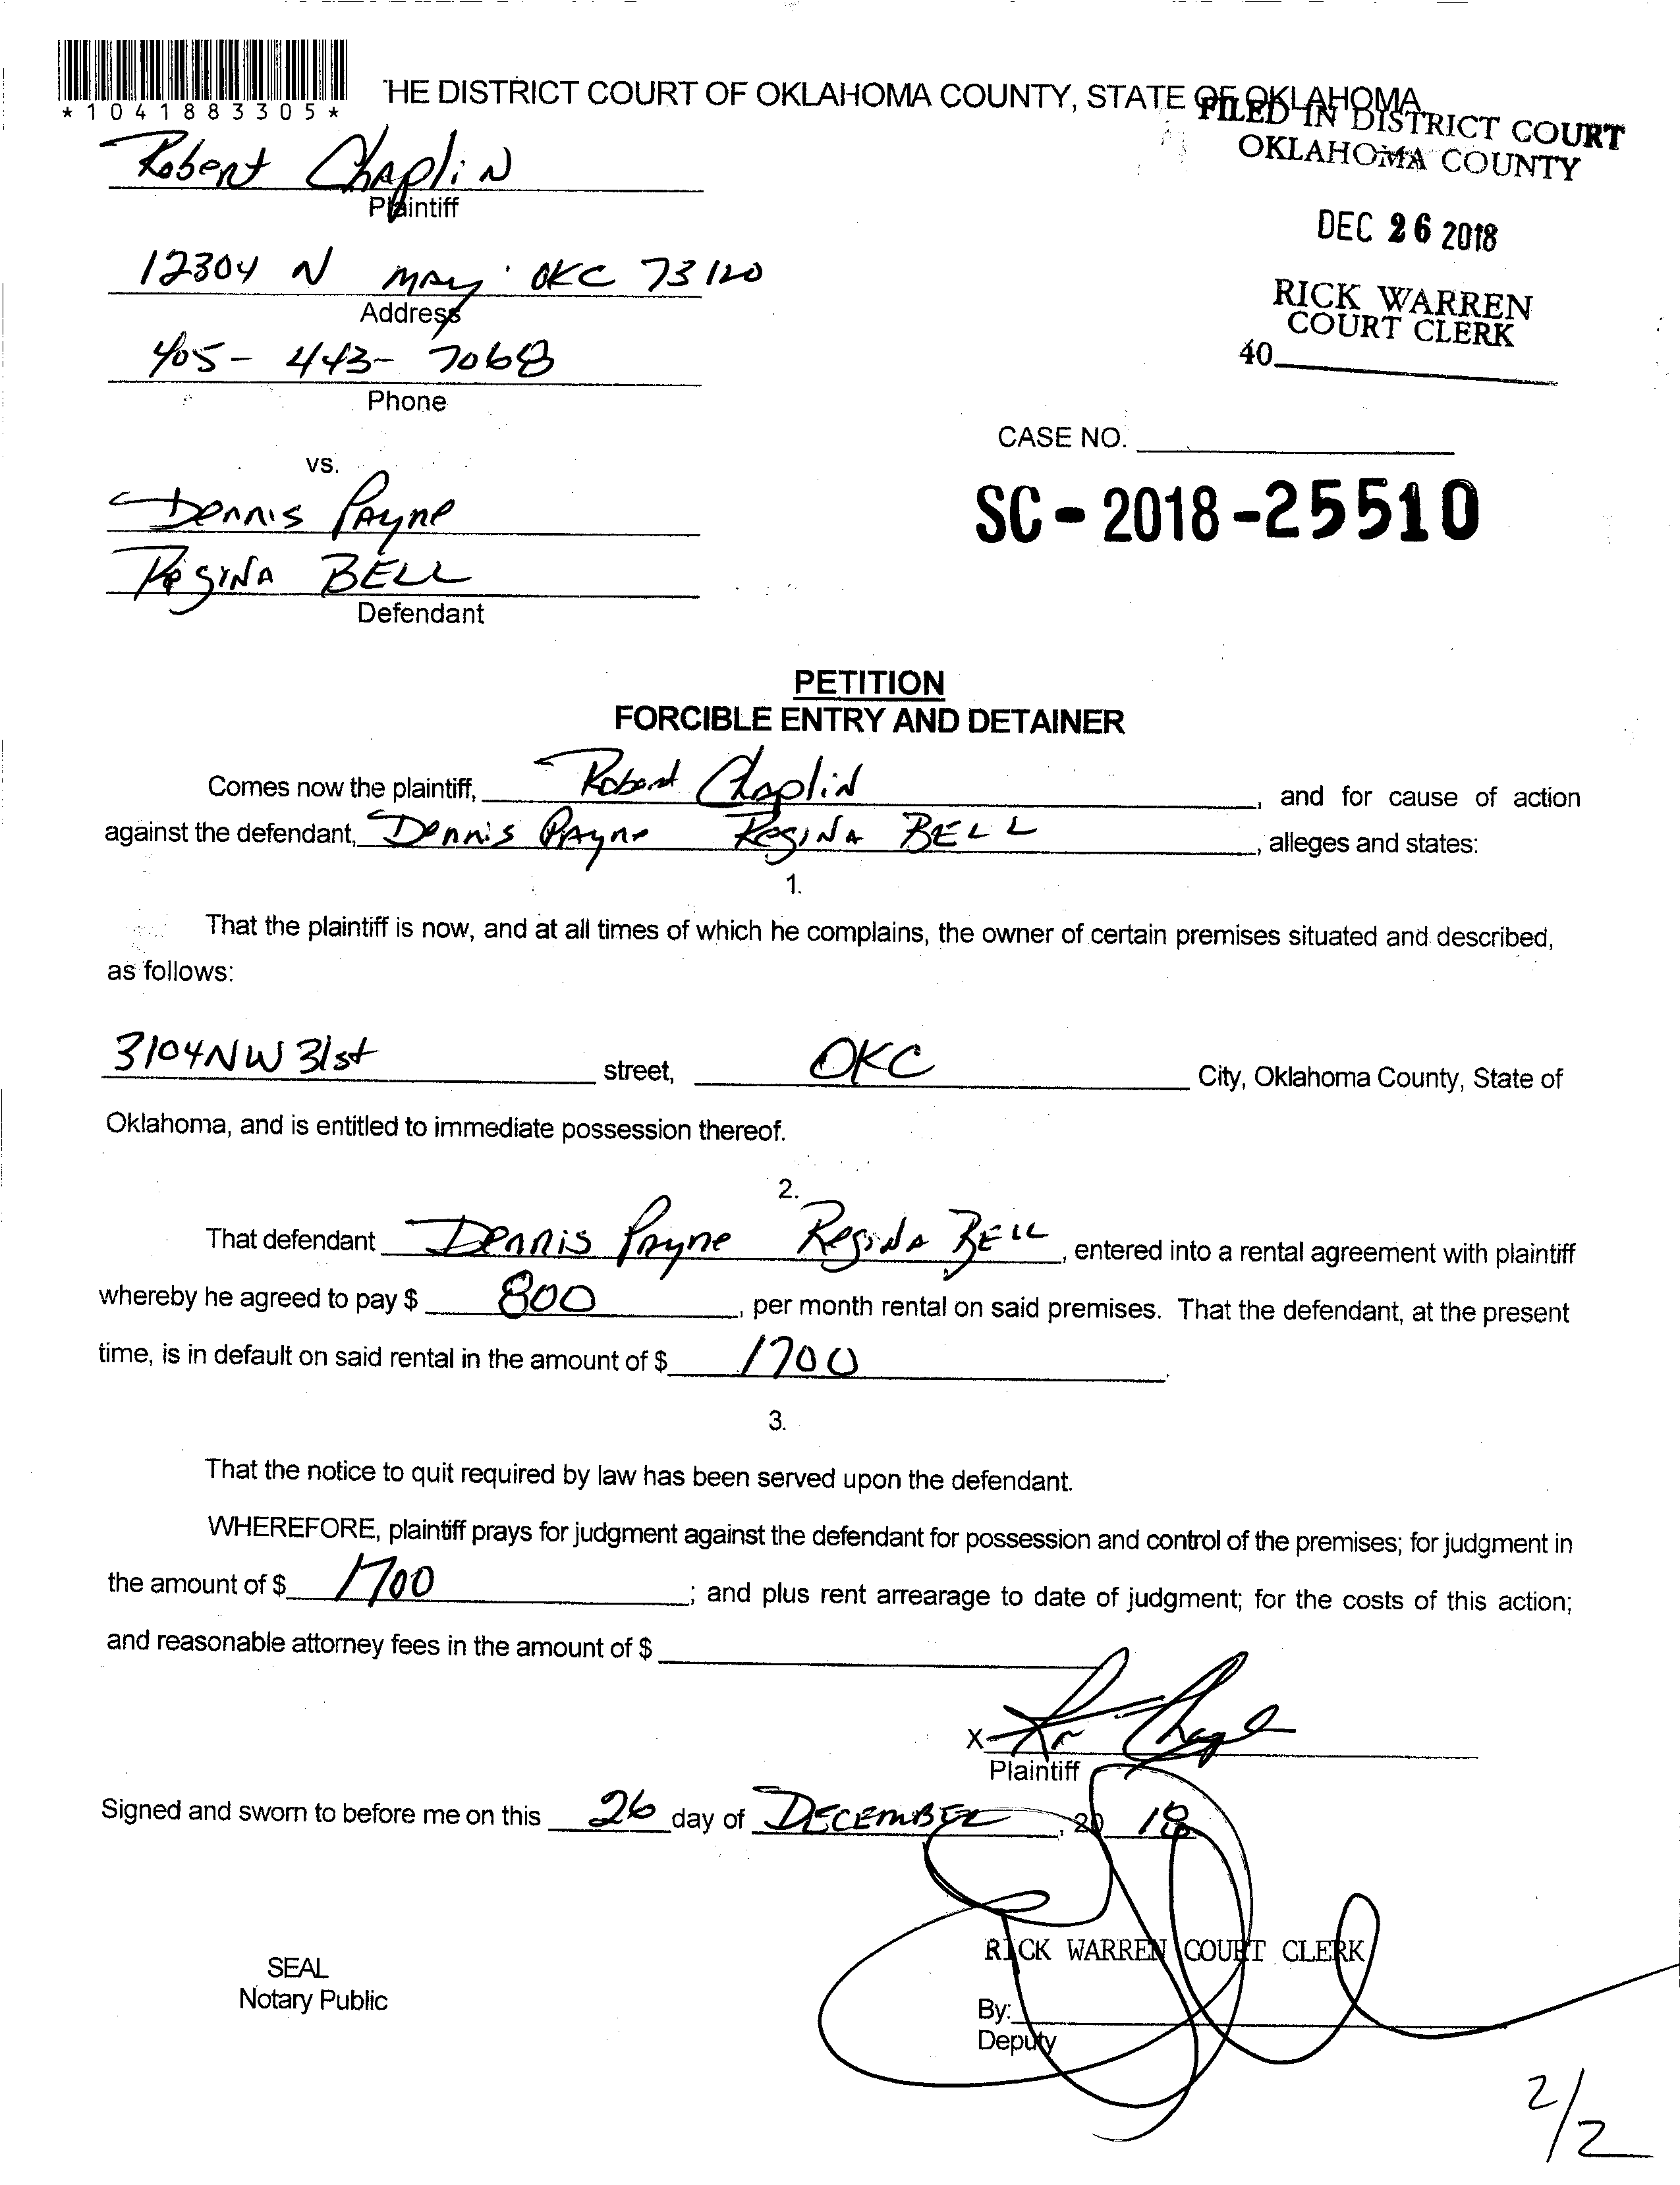 *1041883305*
HE DISTRICT COURT OF OKLAHOMA COUNTY, STATE OF OKLAHOMA
FILED IN DISTRICT COURT
OKLAHOMA COUNTY
Robert Chaplin
Plaintiff
DEC 26 2018
12304 N May OKC 73120
Address
RICK WARREN
COURT CLERK
405-443-7068
40
Phone
CASE NO.
vs.
Dennis Payne
SC-2018-25510
Regina BELL
Defendant
PETITION
FORCIBLE ENTRY AND DETAINER
Comes now the plaintiff, Robert Chaplin, and for cause of action
against the defendant, Dennis Payne Regina BELL, alleges and states:
1.
That the plaintiff is now, and at all times of which he complains, the owner of certain premises situated and described,
as follows:
3104 NW 31st street, OKC City, Oklahoma County, State of
Oklahoma, and is entitled to immediate possession thereof.
2.
That defendant Dennis Payne Regina BELL, entered into a rental agreement with plaintiff
whereby he agreed to pay $ 800, per month rental on said premises. That the defendant, at the present
time, is in default on said rental in the amount of $ 1700.
3.
That the notice to quit required by law has been served upon the defendant.
WHEREFORE, plaintiff prays for judgment against the defendant for possession and control of the premises; for judgment in
the amount of $ 1700; and plus rent arrearage to date of judgment; for the costs of this action;
and reasonable attorney fees in the amount of $
X
Plaintiff
Signed and sworn to before me on this 26 day of DECEMBER, 20 18
RICK WARREN COURT CLERK
SEAL
Notary Public
By:
Deputy
2/2